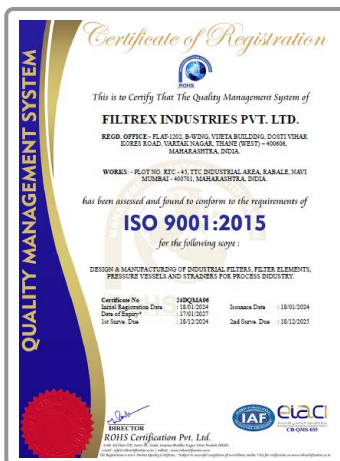 QUALITY MANAGEMENT SYSTEM
Certificate of Registration
ROHS
This is to Certify That The Quality Management System of
FILTREX INDUSTRIES PVT. LTD.
REGD. OFFICE - FLAT-1202, B-WING, VIJETA BUILDING, DOSTI VIHAR
KORES ROAD, VARTAK NAGAR, THANE (WEST) – 400606,
MAHARASHTRA, INDIA.
WORKS: - PLOT NO. RTC - 45, TTC INDUSTRIAL AREA, RABALE, NAVI
MUMBAI - 400701, MAHARASHTRA, INDIA.
has been assessed and found to conform to the requirements of
ISO 9001:2015
for the following scope :
DESIGN & MANUFACTURING OF INDUSTRIAL FILTERS, FILTER ELEMENTS,
PRESSURE VESSELS AND STRAINERS FOR PROCESS INDUSTRY.
Certificate No : 24DQMA06
Initial Registration Date : 18/01/2024 Issuance Date : 18/01/2024
Date of Expiry* : 17/01/2027
1st Surve. Due : 18/12/2024 2nd Surve. Due : 18/12/2025
DIRECTOR
ROHS Certification Pvt. Ltd.
IAF
eiaci
CB-QMS-035